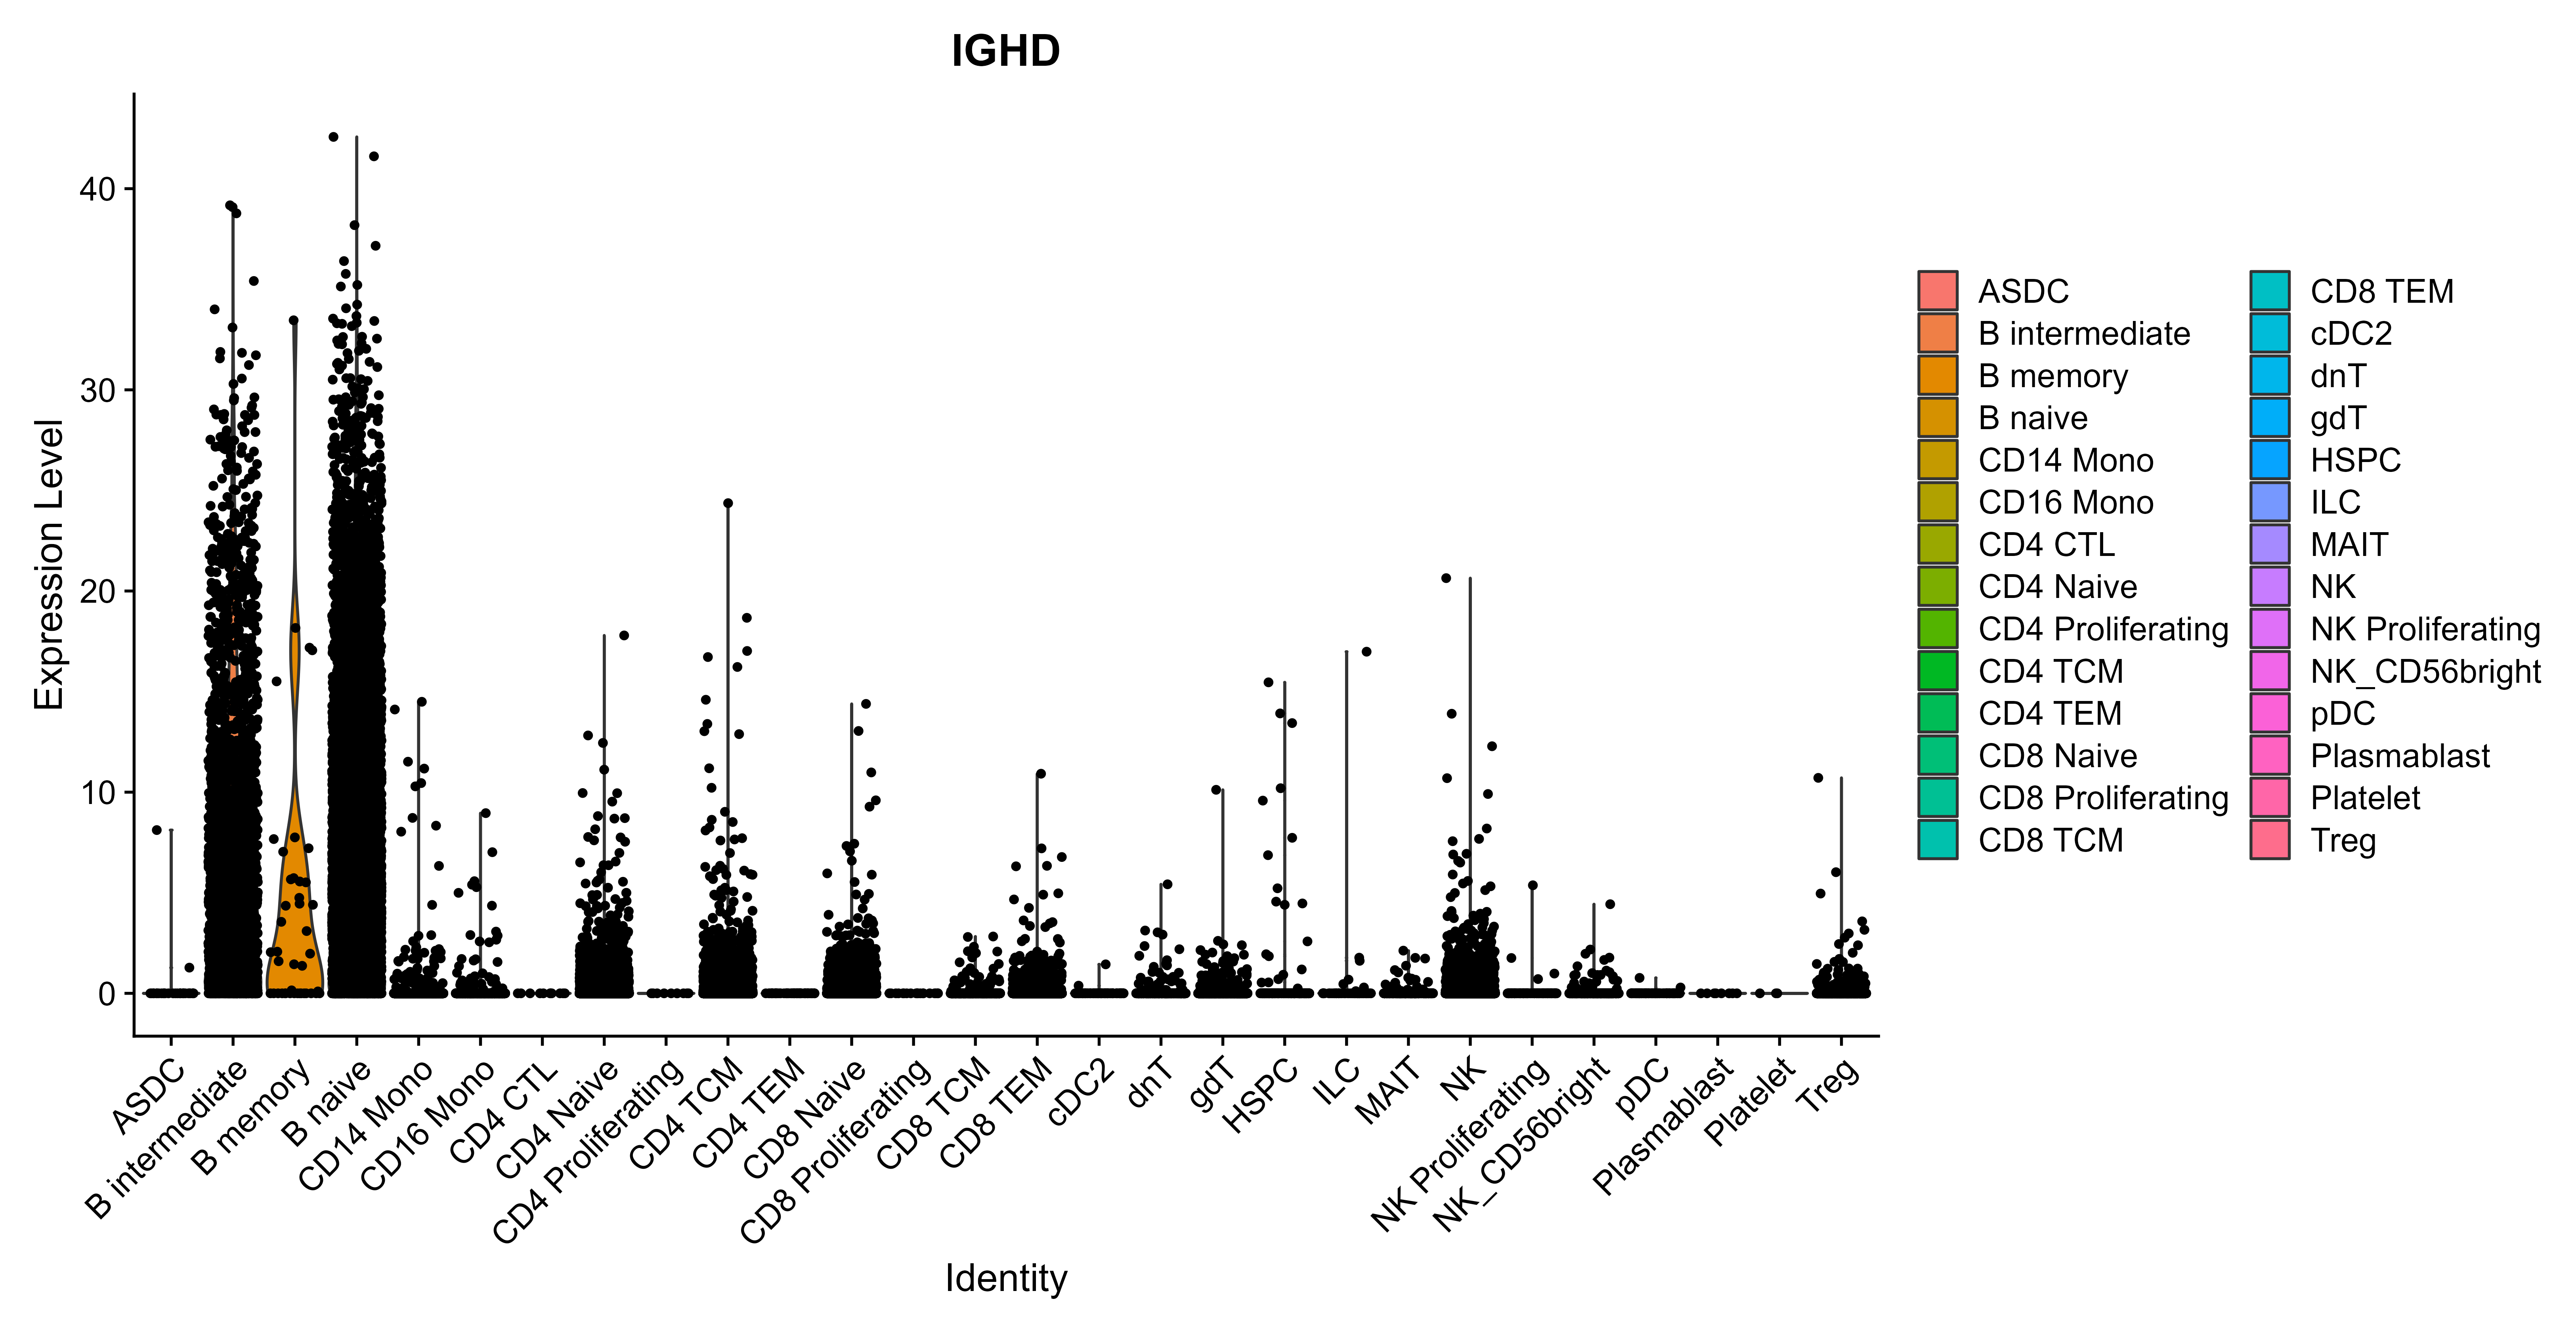 IGHD
Expression Level
40
30
20
10
0
ASDC
B intermediate
B memory
B naive
CD14 Mono
CD16 Mono
CD4 CTL
CD4 Naive
CD4 Proliferating
CD4 TCM
CD4 TEM
CD8 Naive
CD8 Proliferating
CD8 TCM
CD8 TEM
cDC2
dnT
gdT
HSPC
ILC
MAIT
NK
NK Proliferating
NK_CD56bright
pDC
Plasmablast
Platelet
Treg
Identity
ASDC
B intermediate
B memory
B naive
CD14 Mono
CD16 Mono
CD4 CTL
CD4 Naive
CD4 Proliferating
CD4 TCM
CD4 TEM
CD8 Naive
CD8 Proliferating
CD8 TCM
CD8 TEM
cDC2
dnT
gdT
HSPC
ILC
MAIT
NK
NK Proliferating
NK_CD56bright
pDC
Plasmablast
Platelet
Treg